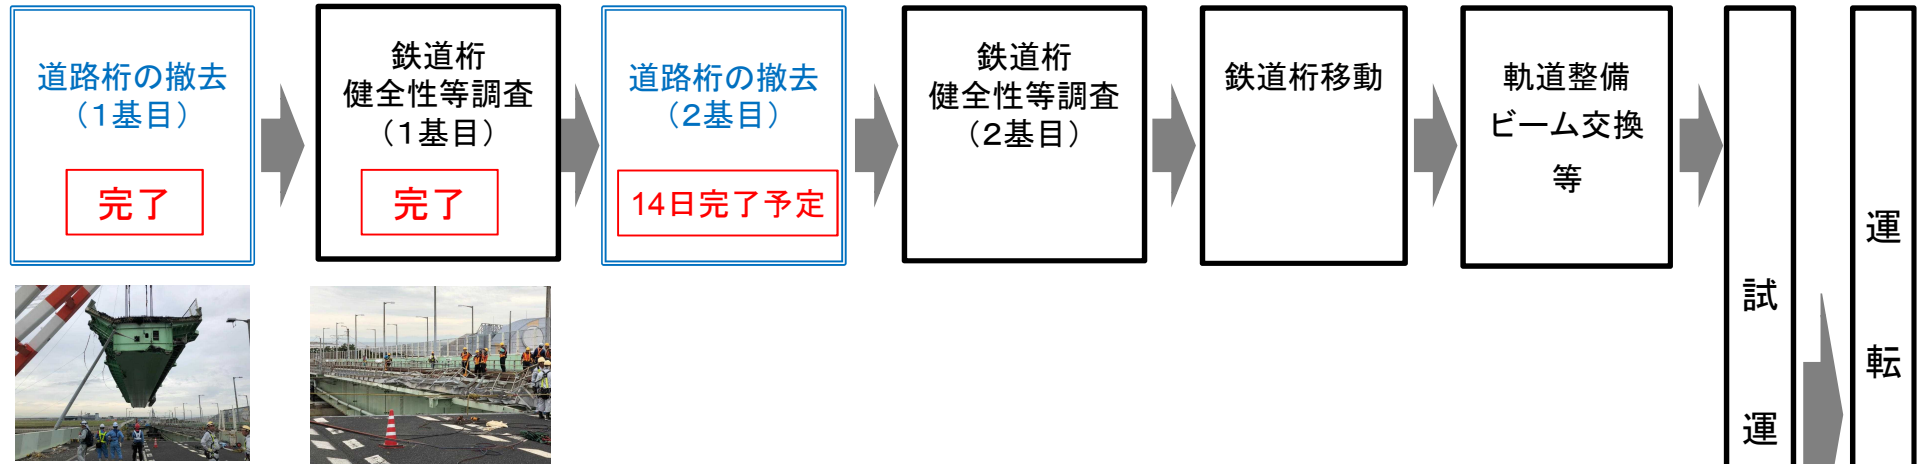 道路桁の撤去
（1基目）
完了
鉄道桁
健全性等調査
（1基目）
完了
道路桁の撤去
（2基目）
14日完了予定
鉄道桁
健全性等調査
（2基目）
鉄道桁移動
軌道整備
ビーム交換
等
試運
運転